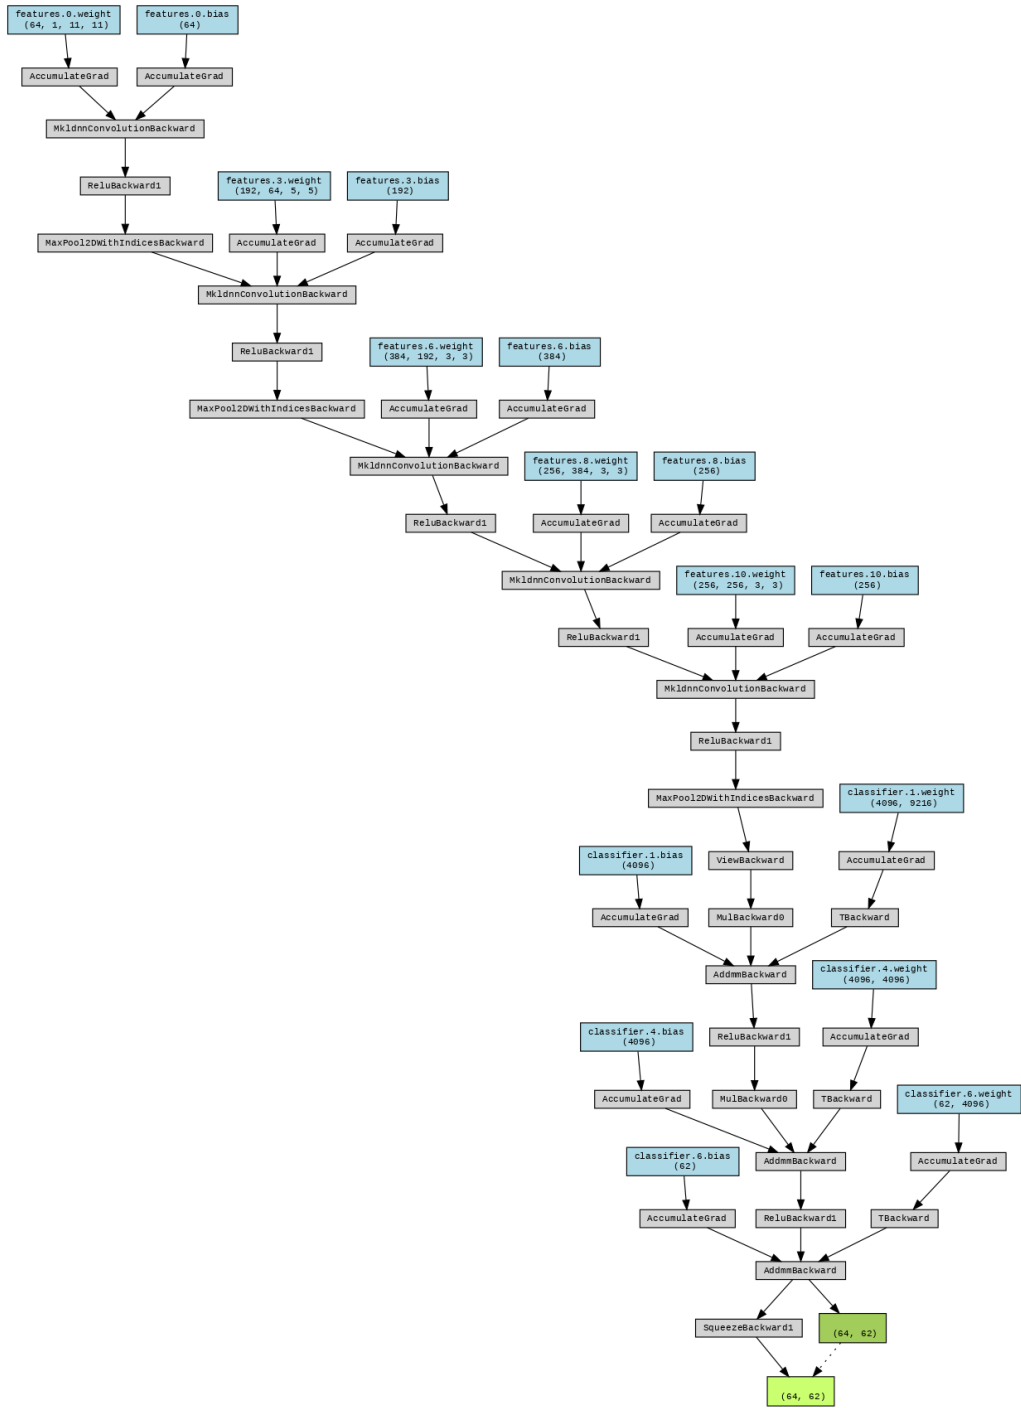 features.0.weight
(64, 1, 11, 11)
features.0.bias
(64)
AccumulateGrad
AccumulateGrad
MkldnnConvolutionBackward
ReluBackward1
features.3.weight
(192, 64, 5, 5)
features.3.bias
(192)
MaxPool2DWithIndicesBackward
AccumulateGrad
AccumulateGrad
MkldnnConvolutionBackward
ReluBackward1
features.6.weight
(384, 192, 3, 3)
features.6.bias
(384)
MaxPool2DWithIndicesBackward
AccumulateGrad
AccumulateGrad
MkldnnConvolutionBackward
features.8.weight
(256, 384, 3, 3)
features.8.bias
(256)
ReluBackward1
AccumulateGrad
AccumulateGrad
MkldnnConvolutionBackward
features.10.weight
(256, 256, 3, 3)
features.10.bias
(256)
ReluBackward1
AccumulateGrad
AccumulateGrad
MkldnnConvolutionBackward
ReluBackward1
MaxPool2DWithIndicesBackward
classifier.1.weight
(4096, 9216)
classifier.1.bias
(4096)
ViewBackward
AccumulateGrad
AccumulateGrad
MulBackward0
TBackward
AddmmBackward
classifier.4.weight
(4096, 4096)
classifier.4.bias
(4096)
ReluBackward1
AccumulateGrad
AccumulateGrad
MulBackward0
TBackward
classifier.6.weight
(62, 4096)
classifier.6.bias
(62)
AddmmBackward
AccumulateGrad
AccumulateGrad
ReluBackward1
TBackward
AddmmBackward
SqueezeBackward1
(64, 62)
(64, 62)